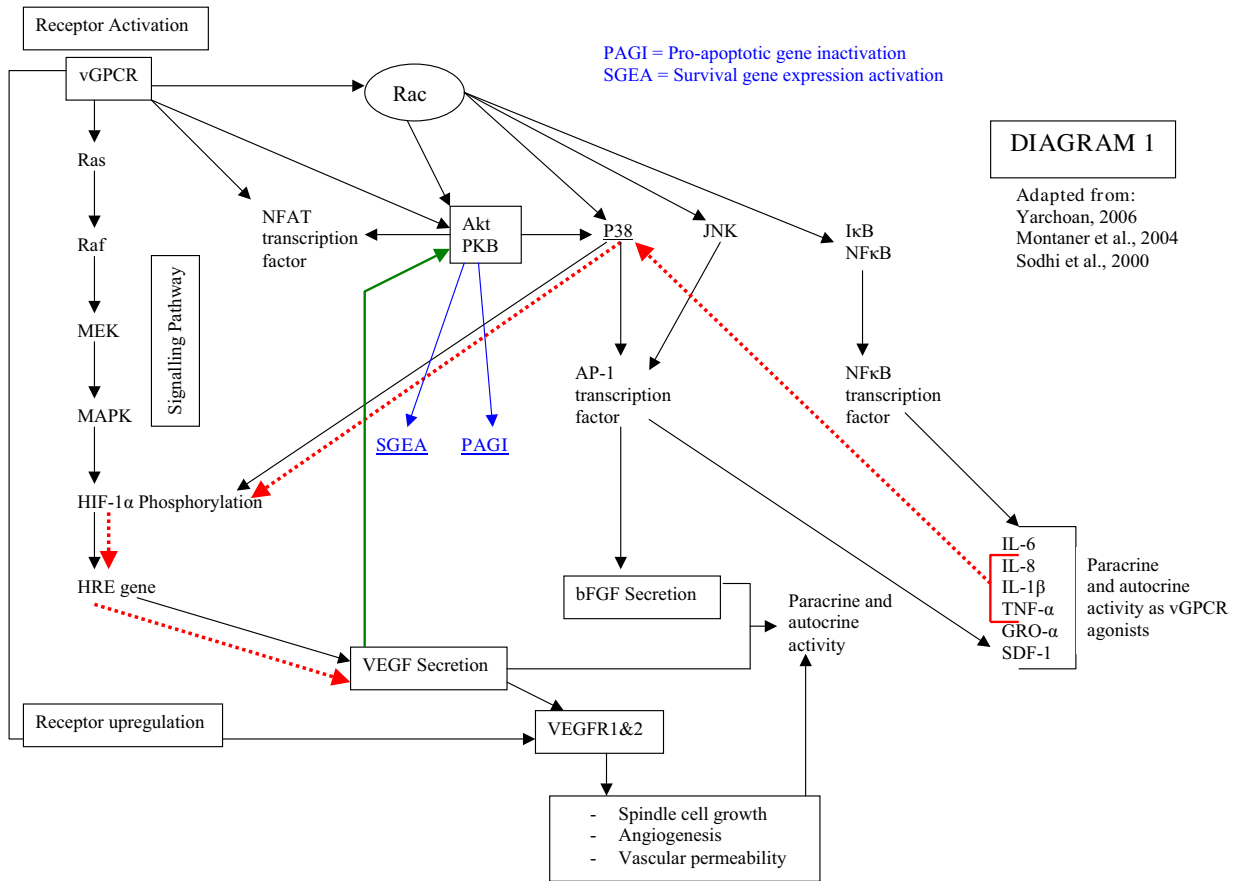 Receptor Activation
PAGI = Pro-apoptotic gene inactivation
SGEA = Survival gene expression activation
vGPCR
Rac
DIAGRAM 1
Adapted from:
Yarchoan, 2006
Montaner et al., 2004
Sodhi et al., 2000
Ras
NFAT
transcription
factor
Akt
PKB
P38
JNK
IκB
NFκB
Raf
Signalling Pathway
MEK
MAPK
AP-1
transcription
factor
NFκB
transcription
factor
SGEA
PAGI
HIF-1α Phosphorylation
HRE gene
IL-6
IL-8
IL-1β
TNF-α
GRO-α
SDF-1
Paracrine
and autocrine
activity as vGPCR
agonists
bFGF Secretion
Paracrine and
autocrine
activity
VEGF Secretion
Receptor upregulation
VEGFR1&2
- Spindle cell growth
- Angiogenesis
- Vascular permeability